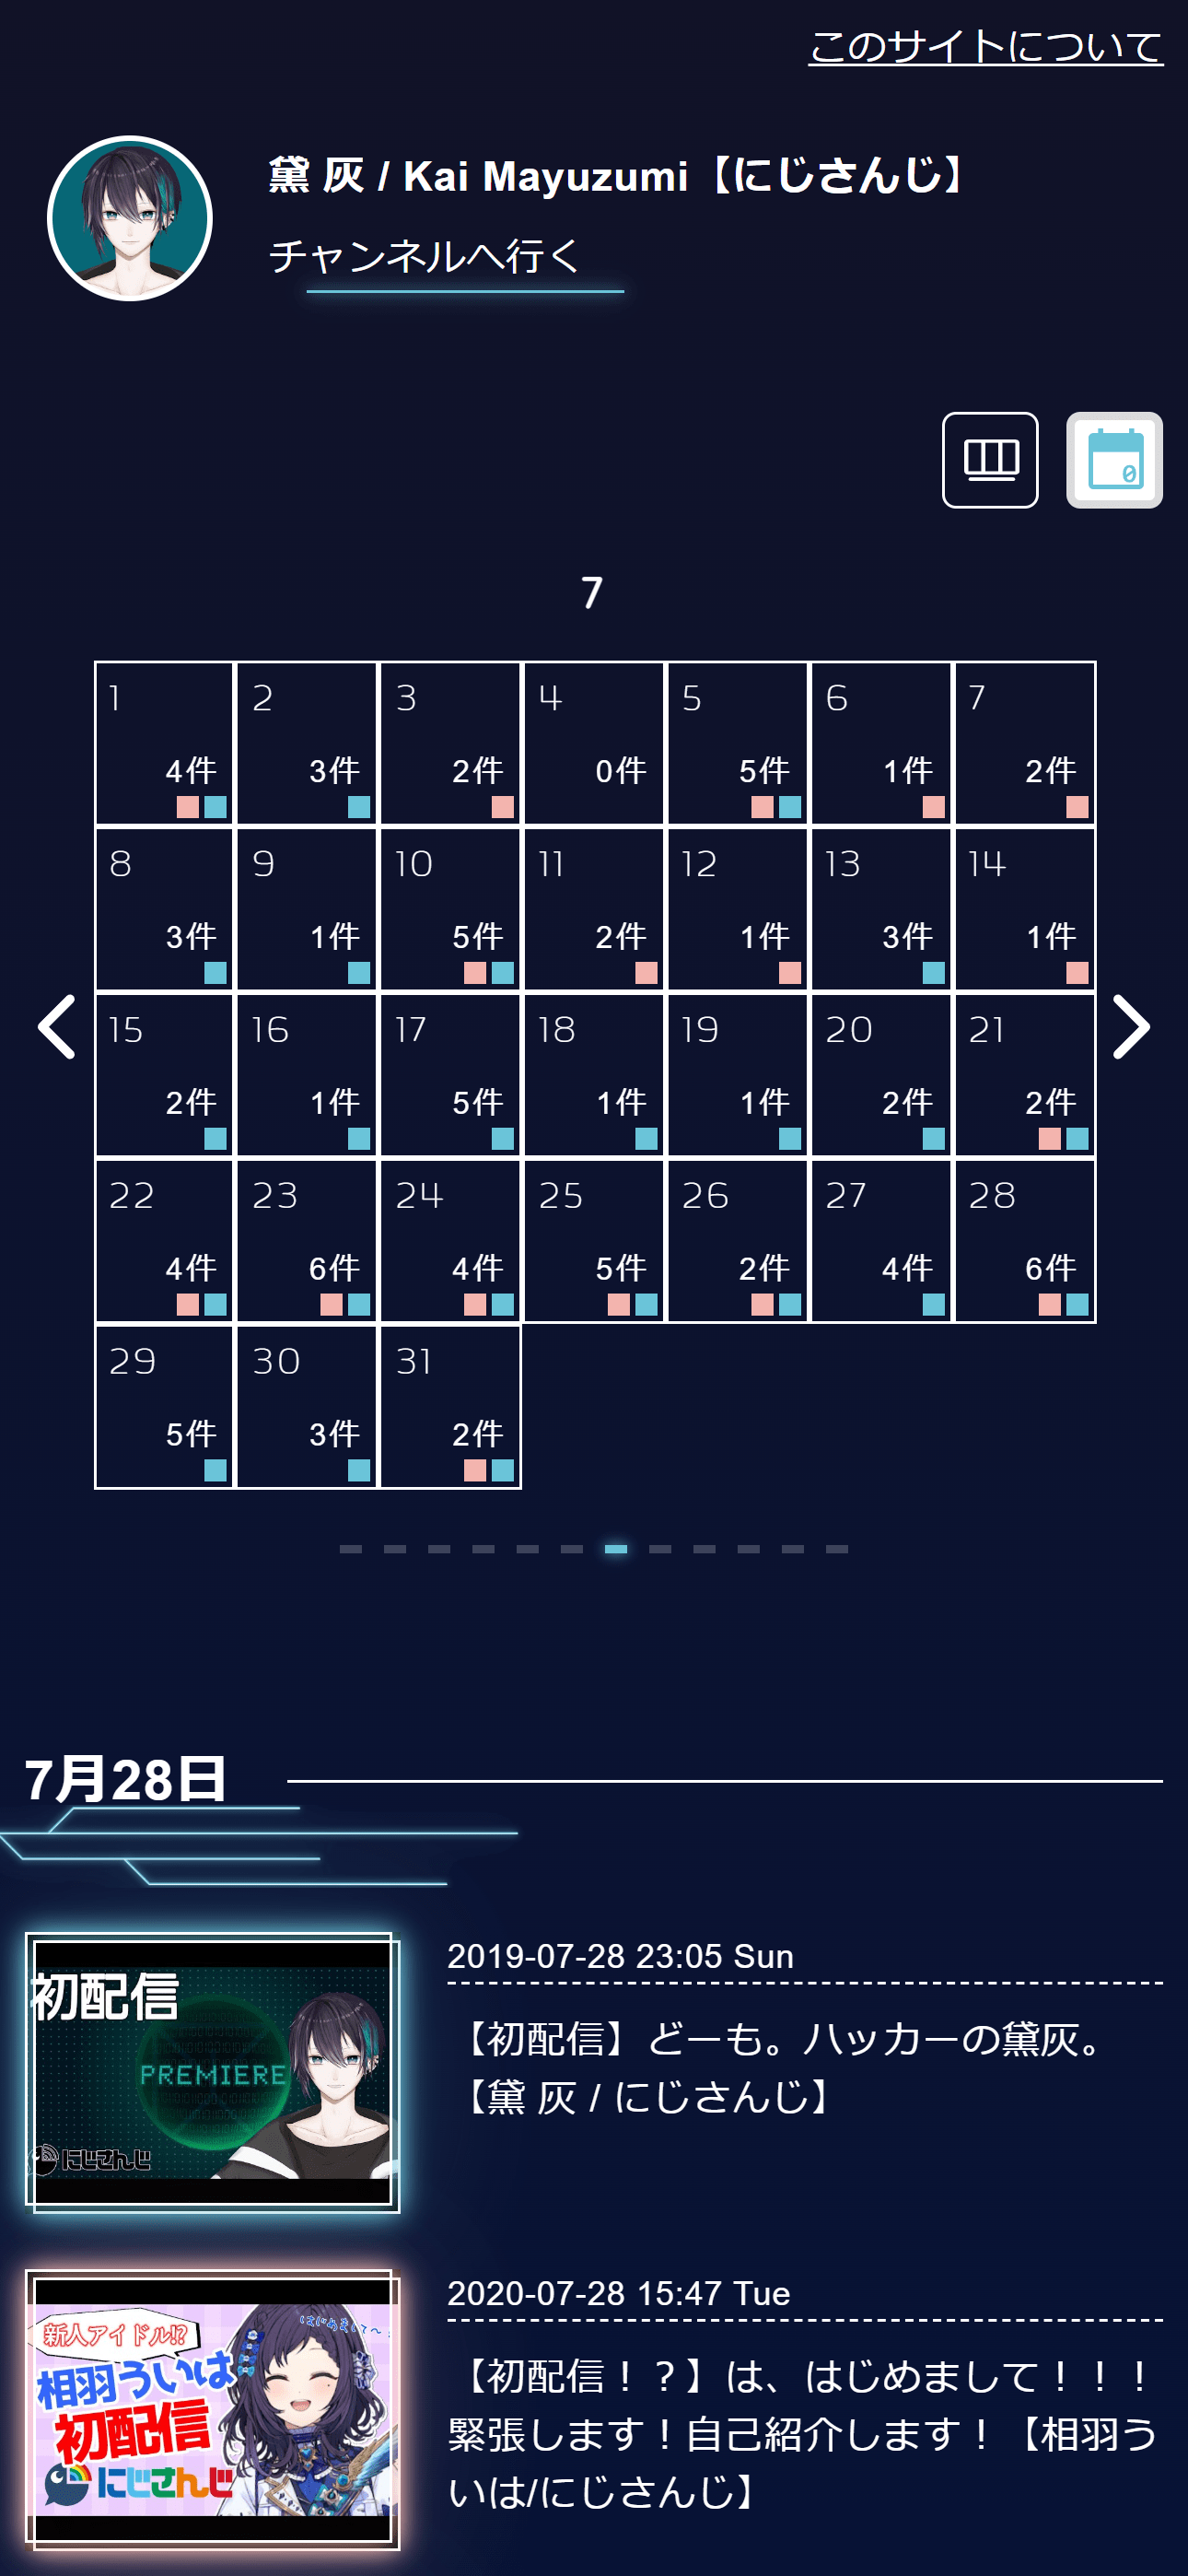 このサイトについて
黛 灰 / Kai Mayuzumi【にじさんじ】
チャンネルへ行く
0
7
1 2 3 4 5 6 7
4件 3件 2件 0件 5件 1件 2件
8 9 10 11 12 13 14
3件 1件 5件 2件 1件 3件 1件
15 16 17 18 19 20 21
2件 1件 5件 1件 1件 2件 2件
22 23 24 25 26 27 28
4件 6件 4件 5件 2件 4件 6件
29 30 31
5件 3件 2件
7月28日
初配信
PREMIERE
にじさんじ
2019-07-28 23:05 Sun
【初配信】どーも。ハッカーの黛灰。
【黛 灰 / にじさんじ】
新人アイドル!?
はじめまして〜
相羽ういは
初配信
にじさんじ
2020-07-28 15:47 Tue
【初配信！？】は、はじめまして！！！
緊張します！自己紹介します！【相羽う
いは/にじさんじ】